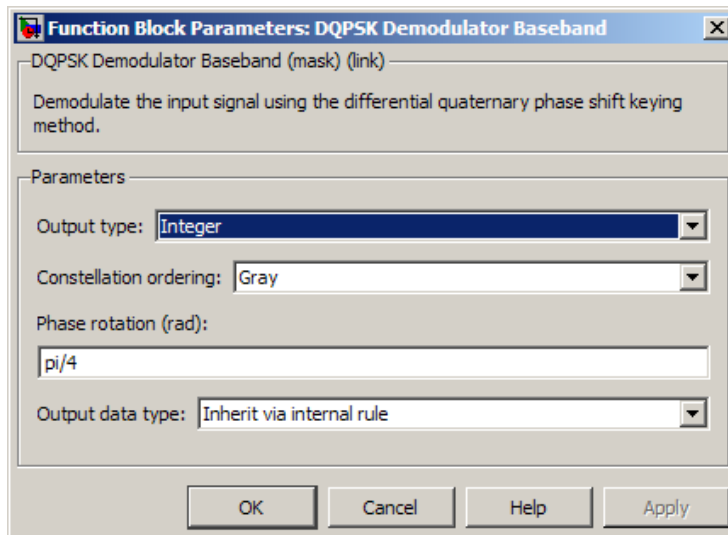 Function Block Parameters: DQPSK Demodulator Baseband
DQPSK Demodulator Baseband (mask) (link)
Demodulate the input signal using the differential quaternary phase shift keying
method.
Parameters
Output type: Integer
Constellation ordering: Gray
Phase rotation (rad):
pi/4
Output data type: Inherit via internal rule
OK Cancel Help Apply